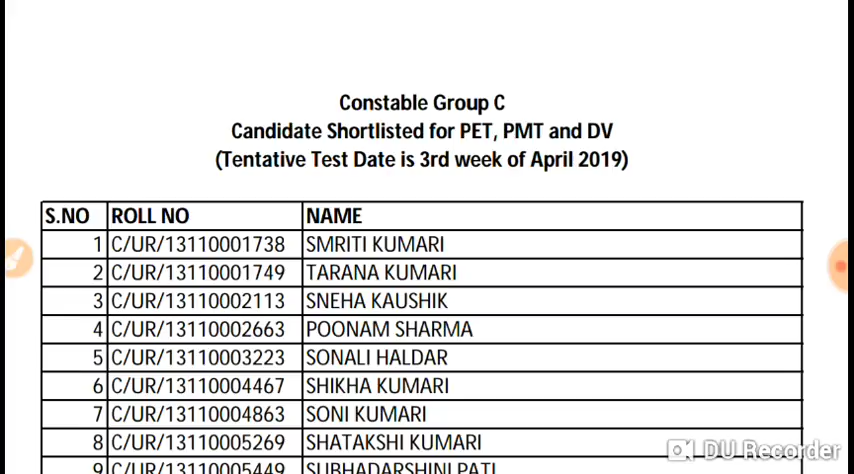 Constable Group C
Candidate Shortlisted for PET, PMT and DV
(Tentative Test Date is 3rd week of April 2019)
S.NO ROLL NO NAME
1 C/UR/13110001738 SMRITI KUMARI
2 C/UR/13110001749 TARANA KUMARI
3 C/UR/13110002113 SNEHA KAUSHIK
4 C/UR/13110002663 POONAM SHARMA
5 C/UR/13110003223 SONALI HALDAR
6 C/UR/13110004467 SHIKHA KUMARI
7 C/UR/13110004863 SONI KUMARI
8 C/UR/13110005269 SHATAKSHI KUMARI
9 C/UR/13110005449 SUBHADARSHINI PATI
DU Recorder